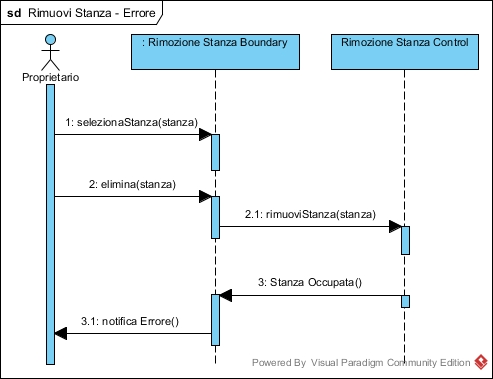 sd Rimuovi Stanza - Errore
: Rimozione Stanza Boundary
Rimozione Stanza Control
Proprietario
1: selezionaStanza(stanza)
2: elimina(stanza)
2.1: rimuoviStanza(stanza)
3: Stanza Occupata()
3.1: notifica Errore()
Powered By Visual Paradigm Community Edition